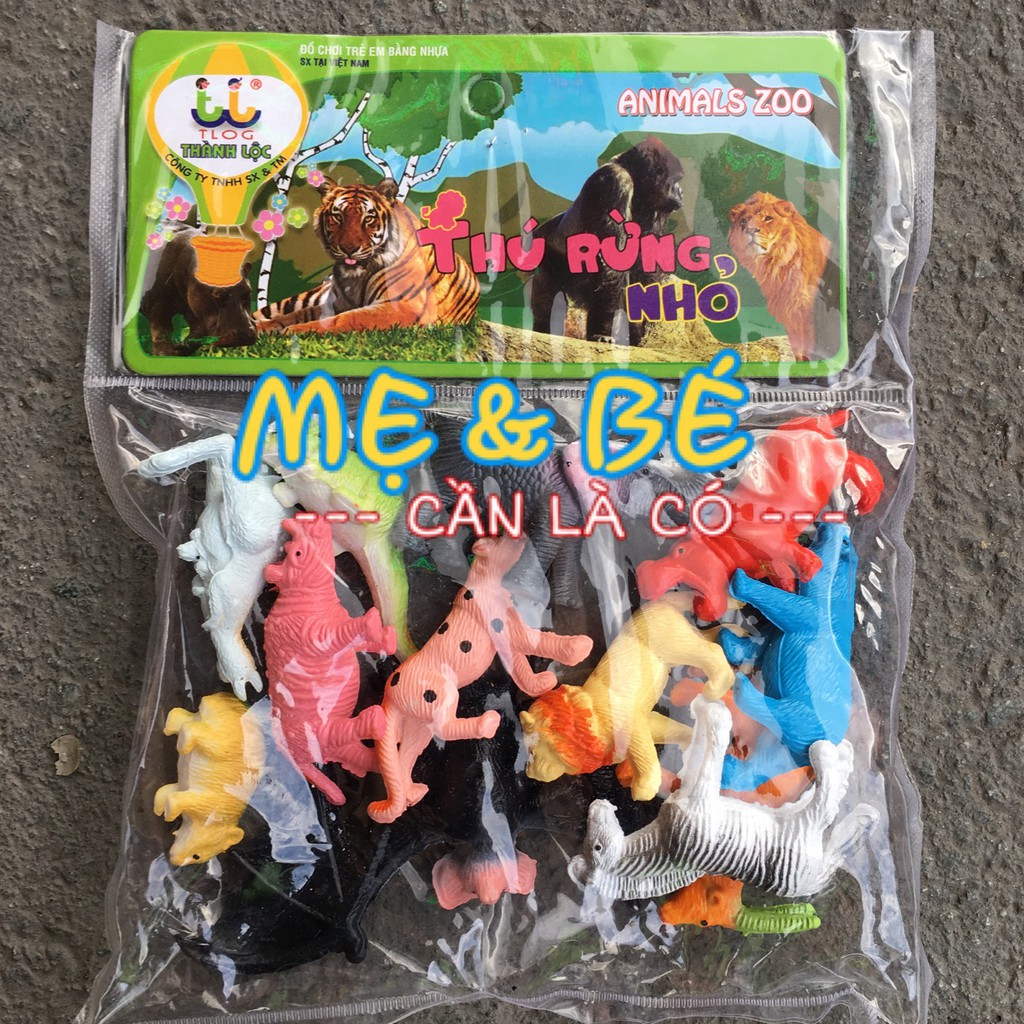 ĐỒ CHƠI TRẺ EM BẰNG NHỰA
SX TẠI VIỆT NAM
ANIMALS ZOO
tl ®
TLOG
THÀNH LỘC
CÔNG TY TNHH SX & TM
THÚ RỪNG
NHỎ
MẸ & BÉ
--- CẦN LÀ CÓ ---